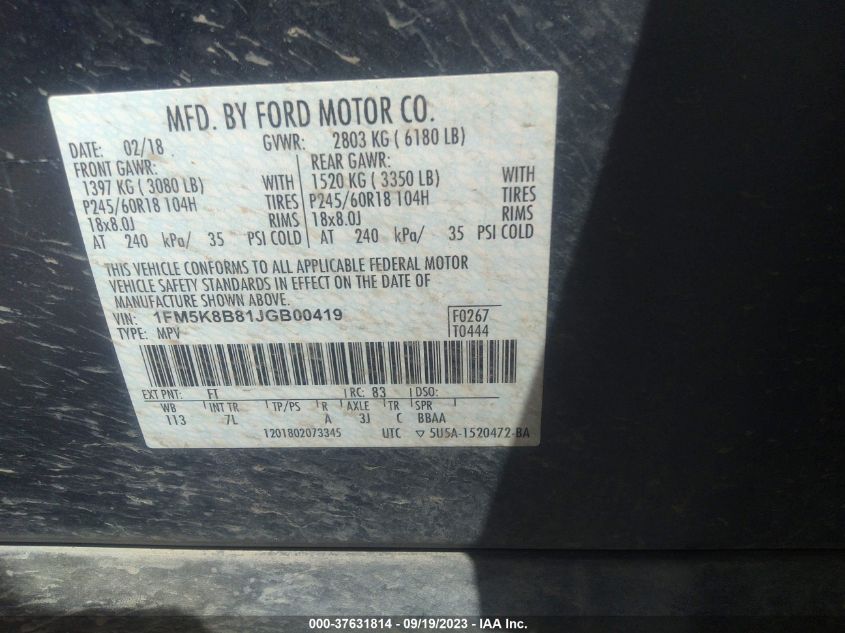 MFD. BY FORD MOTOR CO.
DATE: 02/18 GVWR: 2803 KG ( 6180 LB)
FRONT GAWR: REAR GAWR:
1397 KG ( 3080 LB) WITH 1520 KG ( 3350 LB) WITH
P245/60R18 104H TIRES P245/60R18 104H TIRES
18x8.0J RIMS 18x8.0J RIMS
AT 240 kPa/ 35 PSI COLD AT 240 kPa/ 35 PSI COLD
THIS VEHICLE CONFORMS TO ALL APPLICABLE FEDERAL MOTOR
VEHICLE SAFETY STANDARDS IN EFFECT ON THE DATE OF
MANUFACTURE SHOWN ABOVE.
VIN: 1FM5K8B81JGB00419 F0267
TYPE: MPV T0444
EXT PNT: FT RC: 83 DSO:
WB INT TR TP/PS R AXLE TR SPR
113 7L A 3J C BBAA
1201802073345 UTC ▽ 5U5A-1520472-BA
000-37631814 - 09/19/2023 - IAA Inc.